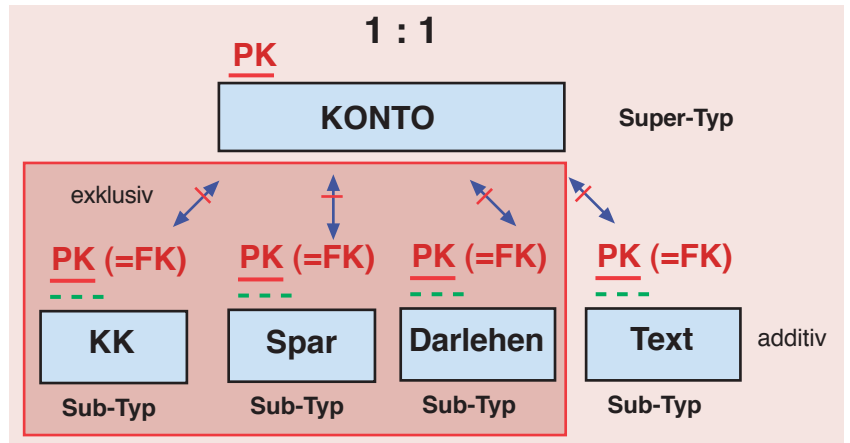 1 : 1
PK
KONTO
Super-Typ
exklusiv
PK (=FK) PK (=FK) PK (=FK) PK (=FK)
KK Spar Darlehen Text additiv
Sub-Typ Sub-Typ Sub-Typ Sub-Typ